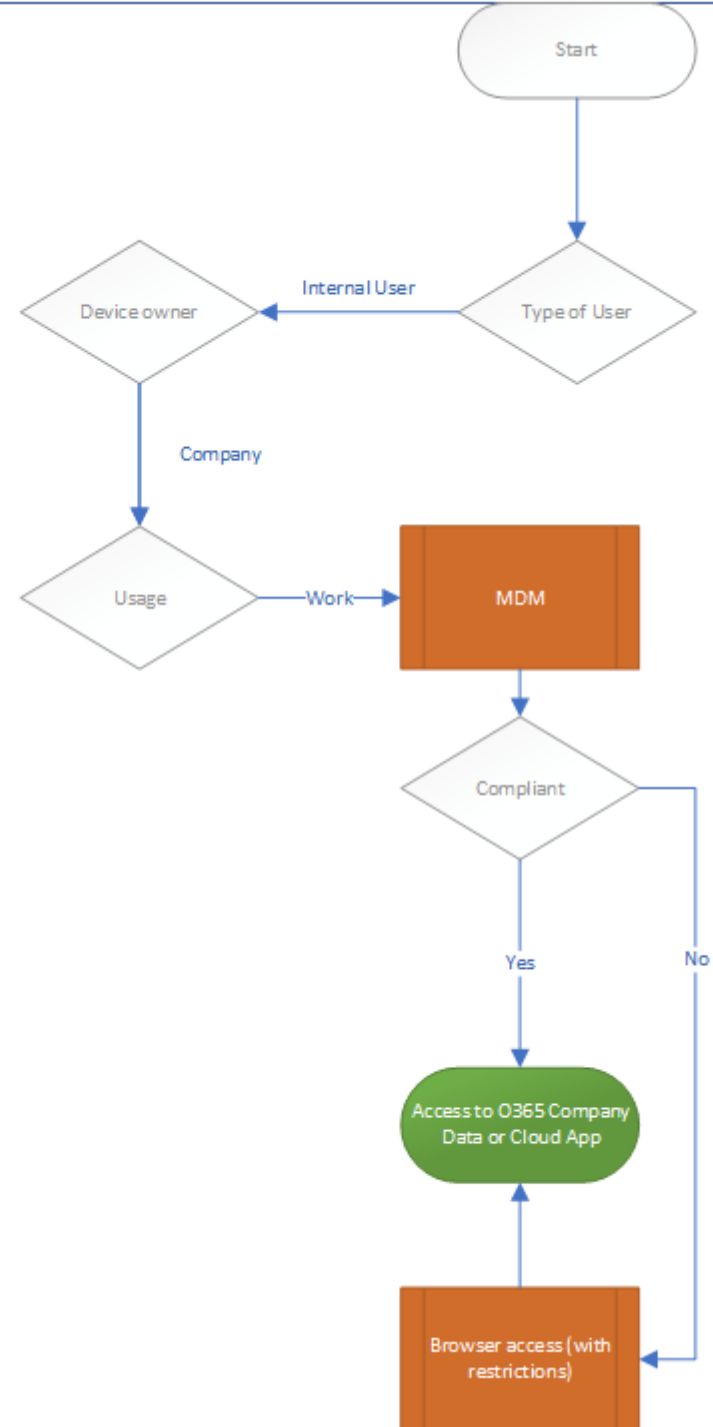 Start
Type of User
Internal User
Device owner
Company
Usage
Work
MDM
Compliant
Yes
No
Access to O365 Company
Data or Cloud App
Browser access (with
restrictions)